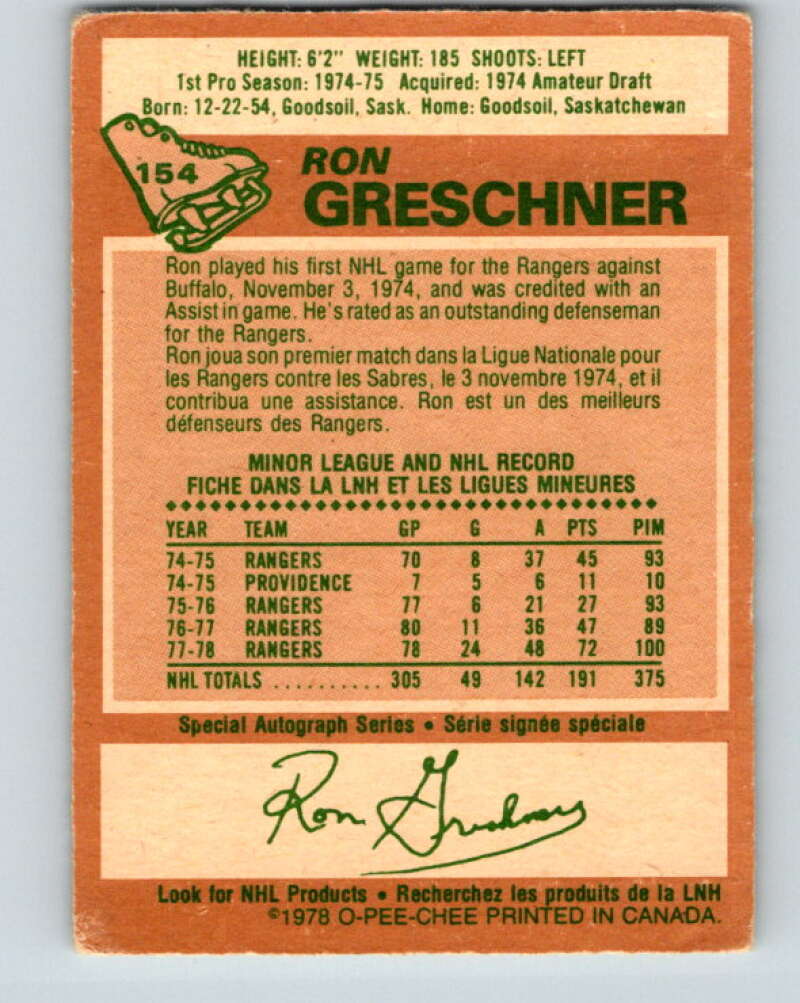 HEIGHT: 6'2" WEIGHT: 185 SHOOTS: LEFT
1st Pro Season: 1974-75 Acquired: 1974 Amateur Draft
Born: 12-22-54, Goodsoil, Sask. Home: Goodsoil, Saskatchewan
154
RON
GRESCHNER
Ron played his first NHL game for the Rangers against
Buffalo, November 3, 1974, and was credited with an
Assist in game. He's rated as an outstanding defenseman
for the Rangers.
Ron joua son premier match dans la Ligue Nationale pour
les Rangers contre les Sabres, le 3 novembre 1974, et il
contribua une assistance. Ron est un des meilleurs
défenseurs des Rangers.
MINOR LEAGUE AND NHL RECORD
FICHE DANS LA LNH ET LES LIGUES MINEURES
YEAR TEAM GP G A PTS PIM
74-75 RANGERS 70 8 37 45 93
74-75 PROVIDENCE 7 5 6 11 10
75-76 RANGERS 77 6 21 27 93
76-77 RANGERS 80 11 36 47 89
77-78 RANGERS 78 24 48 72 100
NHL TOTALS .......... 305 49 142 191 375
Special Autograph Series • Série signée spéciale
Ron Greschner
Look for NHL Products • Recherchez les produits de la LNH
©1978 O-PEE-CHEE PRINTED IN CANADA.